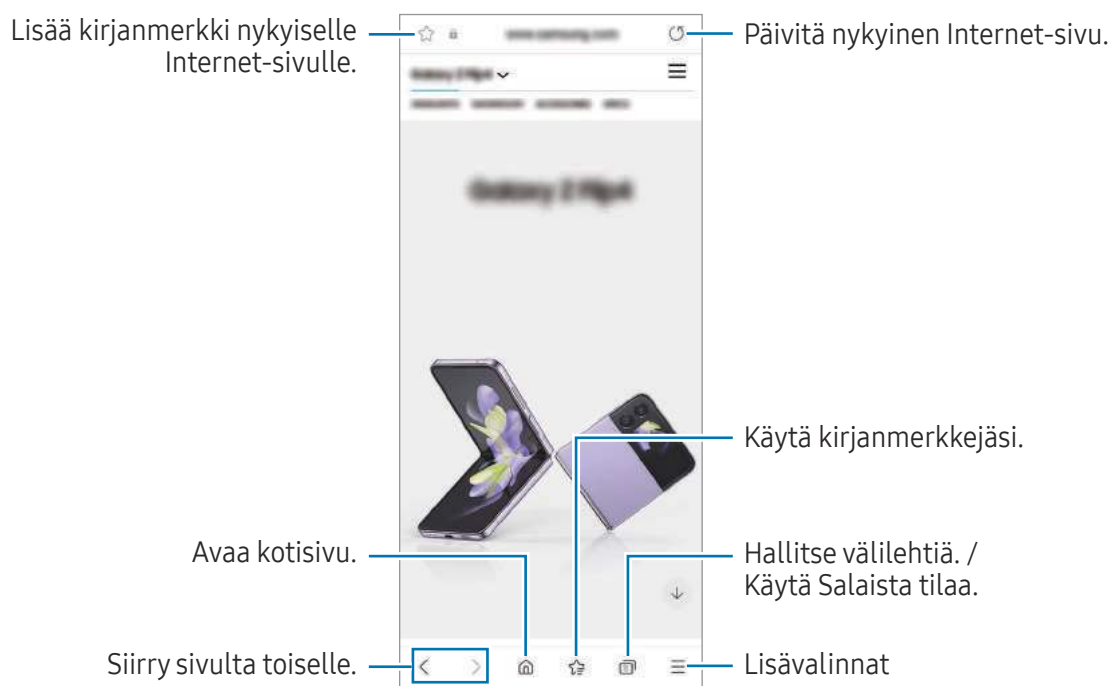 Lisää kirjanmerkki nykyiselle
Internet-sivulle.
Päivitä nykyinen Internet-sivu.
Käytä kirjanmerkkejäsi.
Avaa kotisivu.
Hallitse välilehtiä. /
Käytä Salaista tilaa.
Siirry sivulta toiselle.
Lisävalinnat